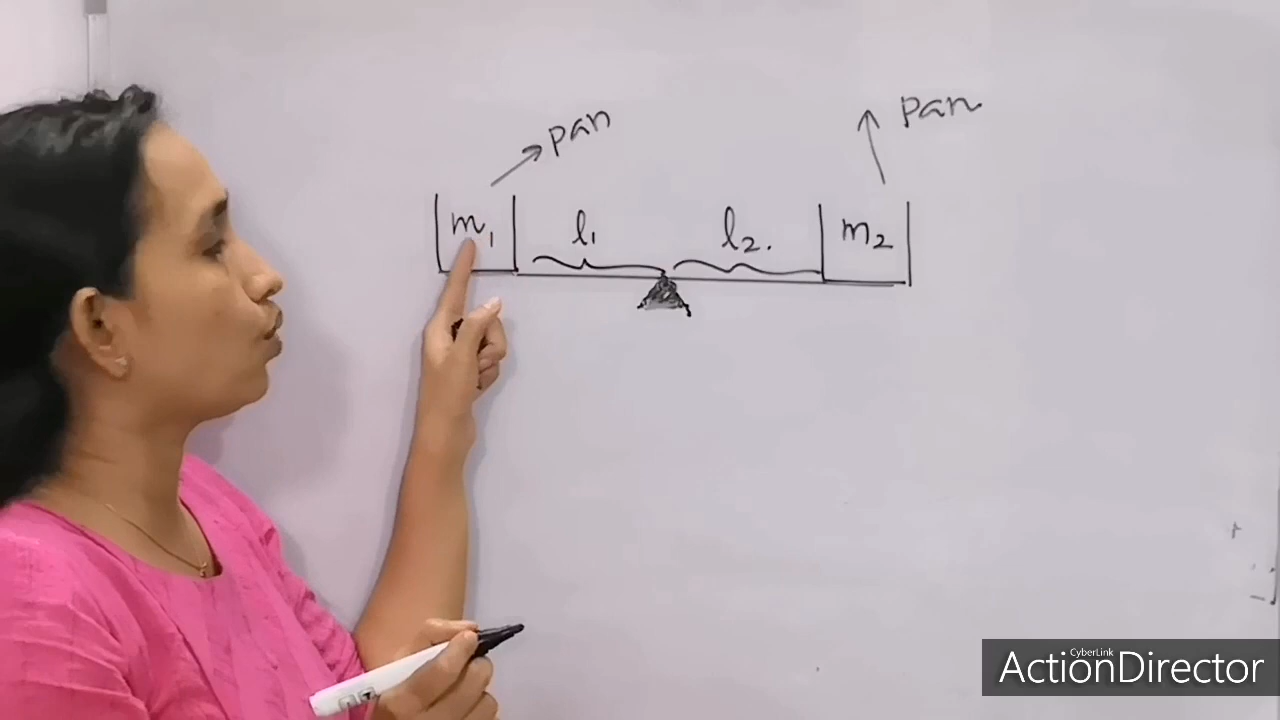 pan
pan
m₁
l₁
l₂.
m₂
CyberLink
ActionDirector